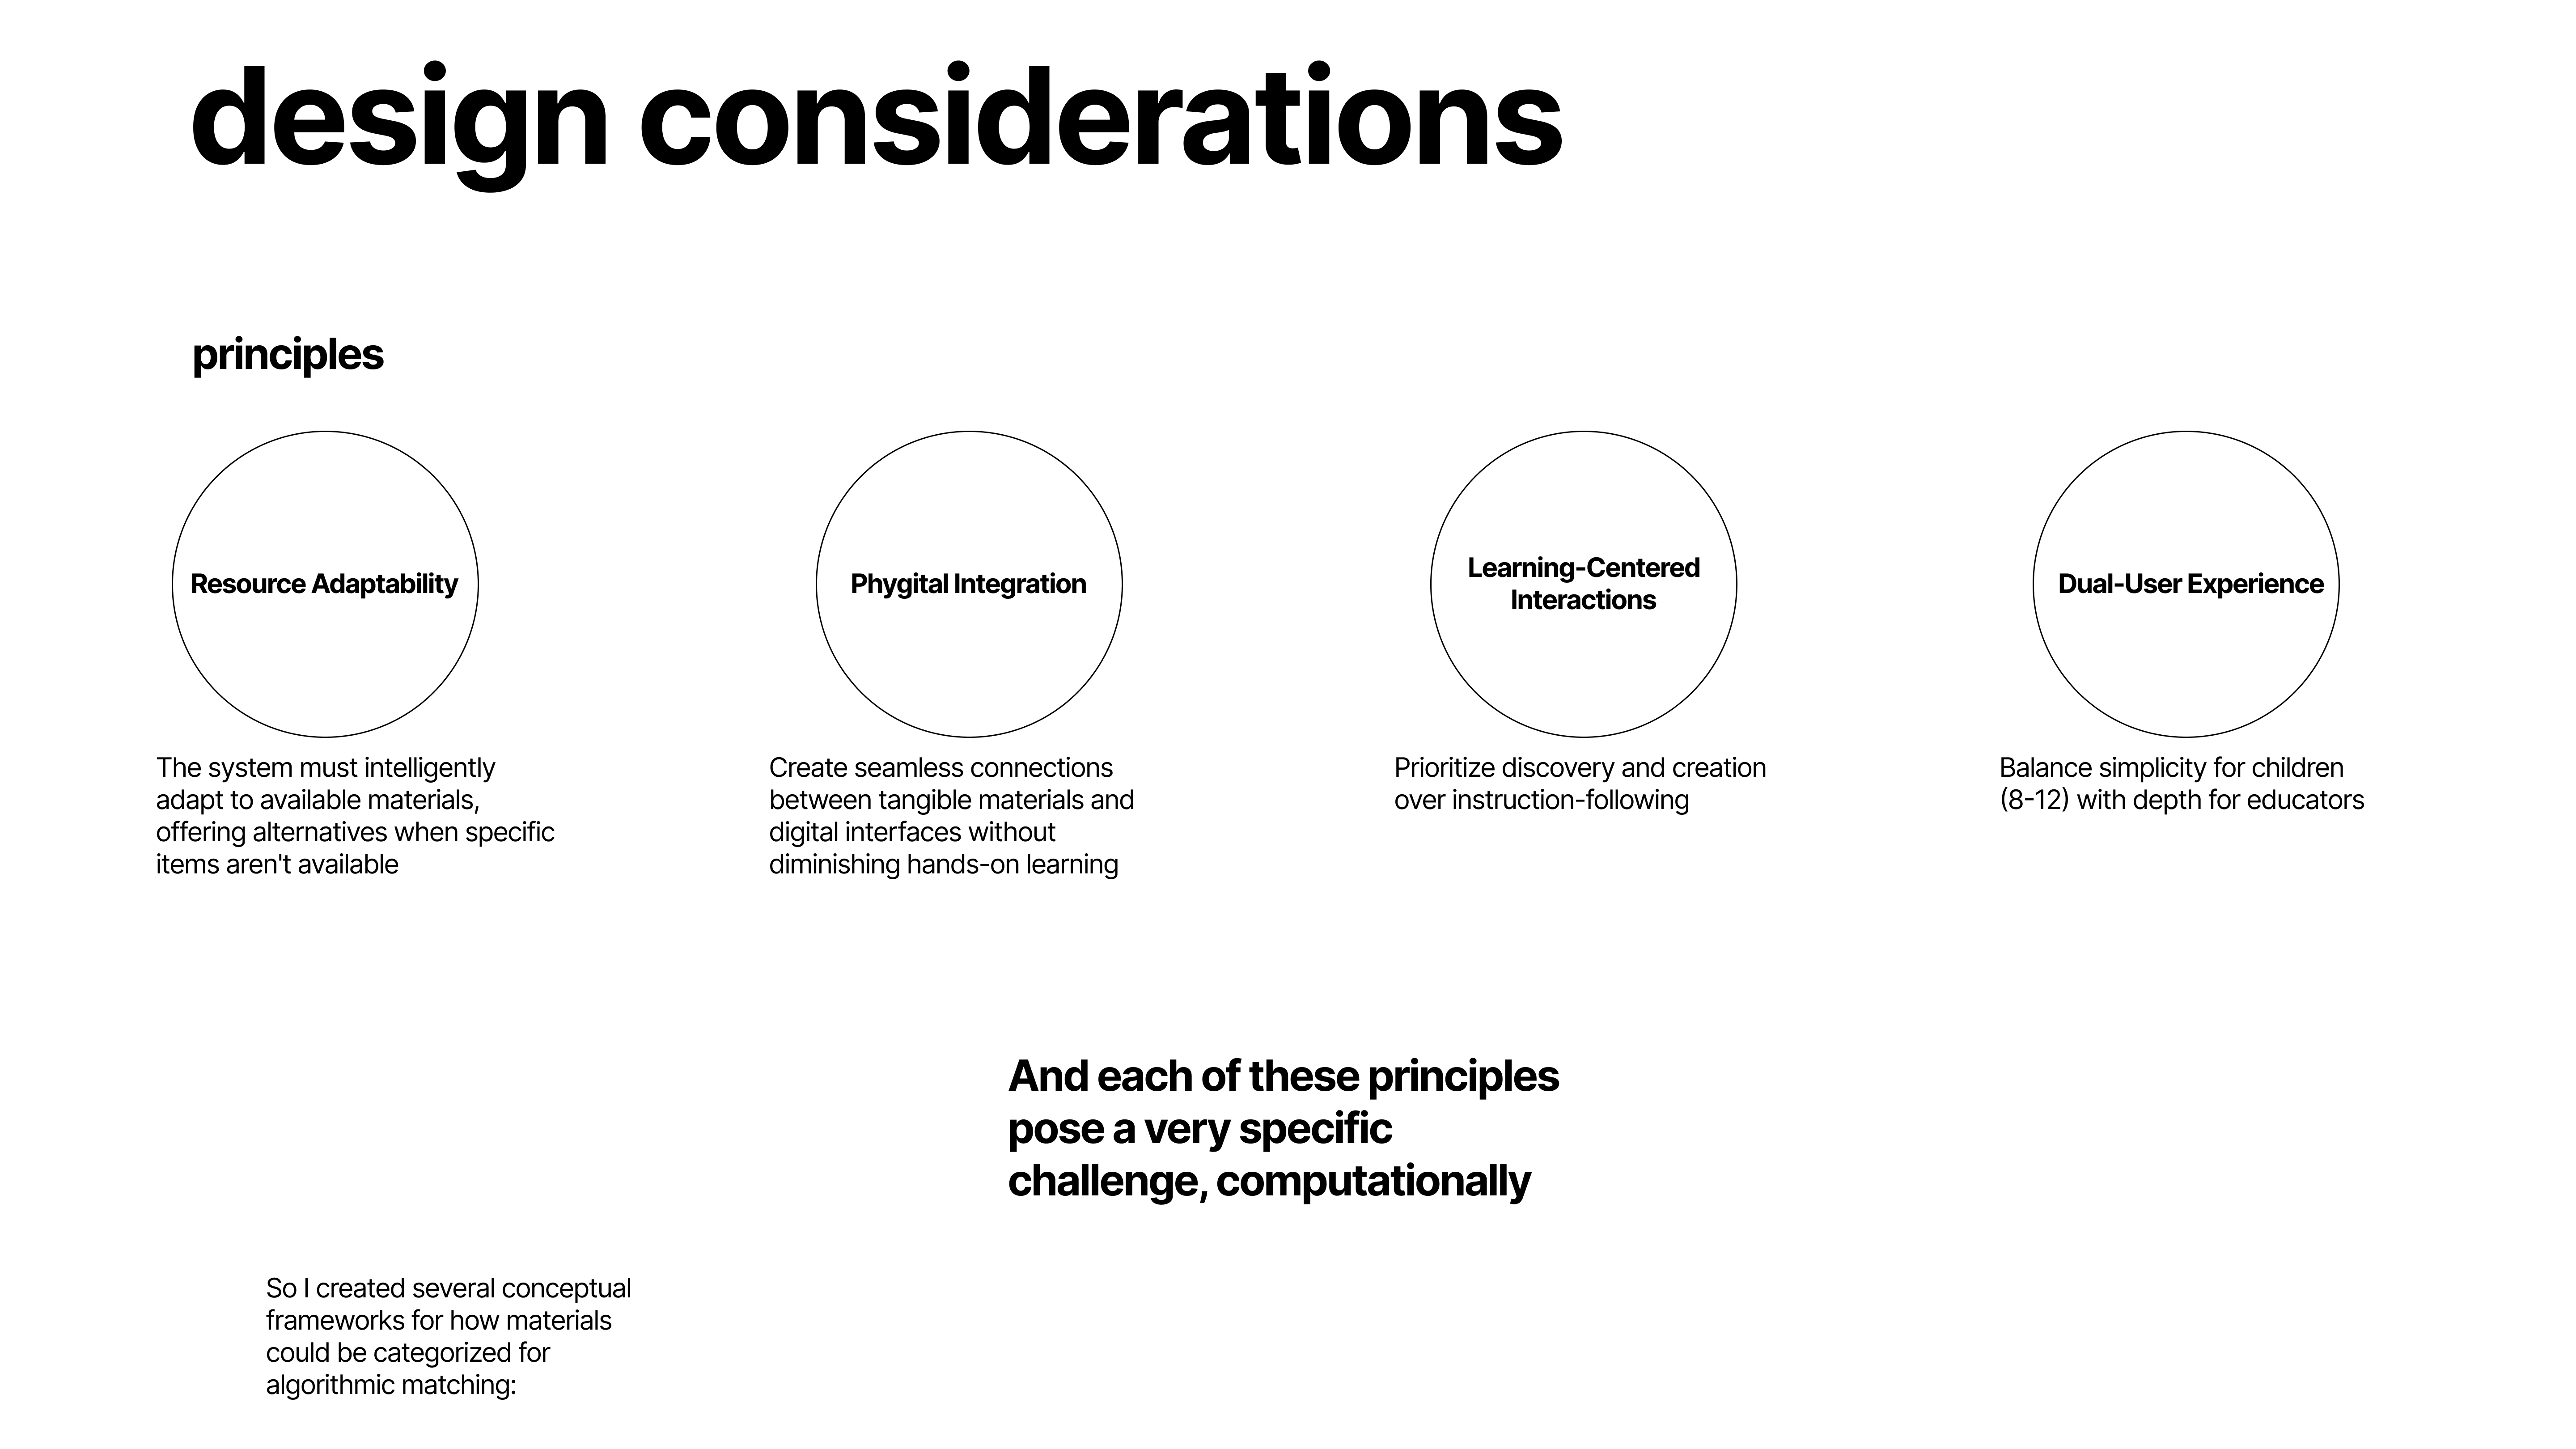 design considerations
principles
Resource Adaptability
The system must intelligently
adapt to available materials,
offering alternatives when specific
items aren't available
Phygital Integration
Create seamless connections
between tangible materials and
digital interfaces without
diminishing hands-on learning
Learning-Centered
Interactions
Prioritize discovery and creation
over instruction-following
Dual-User Experience
Balance simplicity for children
(8-12) with depth for educators
And each of these principles
pose a very specific
challenge, computationally
So I created several conceptual
frameworks for how materials
could be categorized for
algorithmic matching: